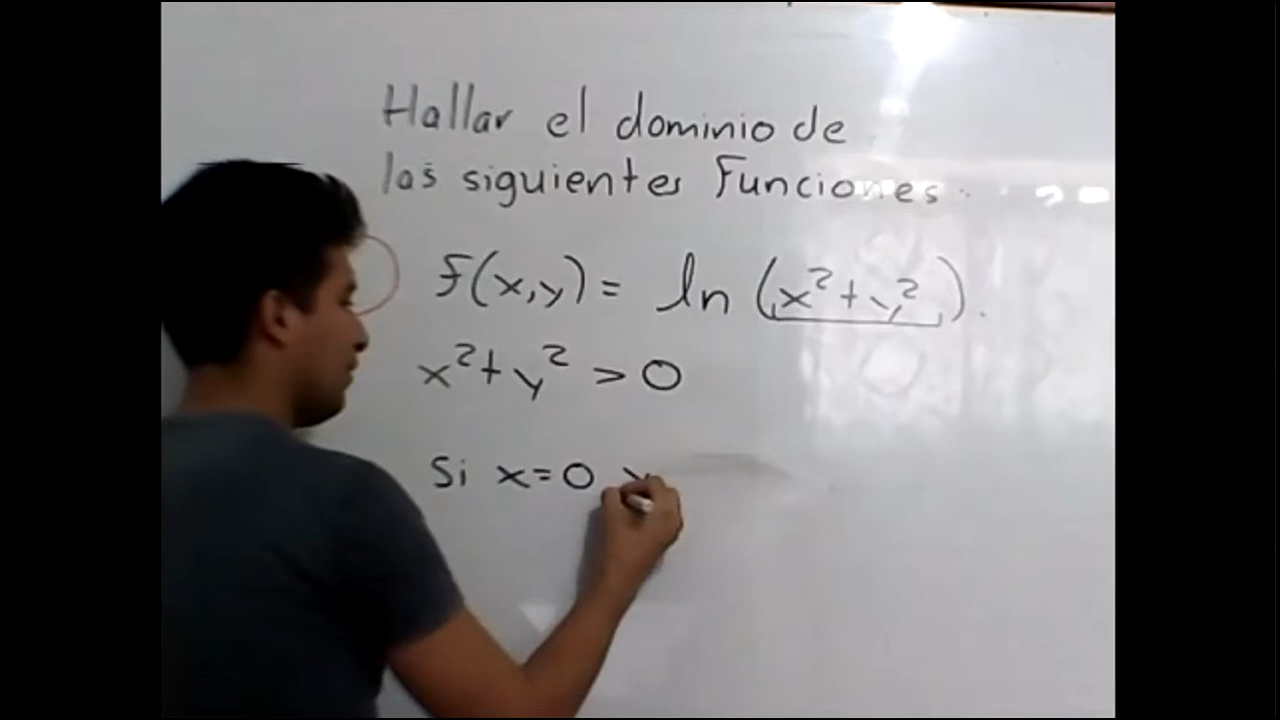 Hallar el dominio de
las siguientes Funciones.
f(x,y) = ln (x²+y²).
x²+y² > 0
Si x=0 y